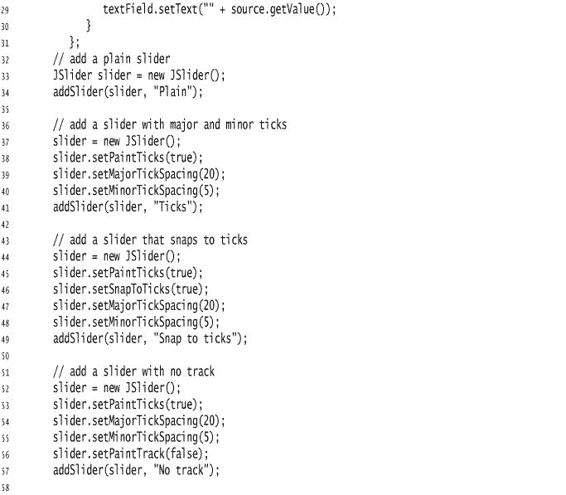 29 textField.setText("" + source.getValue());
30 }
31 };
32 // add a plain slider
33 JSlider slider = new JSlider();
34 addSlider(slider, "Plain");
35
36 // add a slider with major and minor ticks
37 slider = new JSlider();
38 slider.setPaintTicks(true);
39 slider.setMajorTickSpacing(20);
40 slider.setMinorTickSpacing(5);
41 addSlider(slider, "Ticks");
42
43 // add a slider that snaps to ticks
44 slider = new JSlider();
45 slider.setPaintTicks(true);
46 slider.setSnapToTicks(true);
47 slider.setMajorTickSpacing(20);
48 slider.setMinorTickSpacing(5);
49 addSlider(slider, "Snap to ticks");
50
51 // add a slider with no track
52 slider = new JSlider();
53 slider.setPaintTicks(true);
54 slider.setMajorTickSpacing(20);
55 slider.setMinorTickSpacing(5);
56 slider.setPaintTrack(false);
57 addSlider(slider, "No track");
58